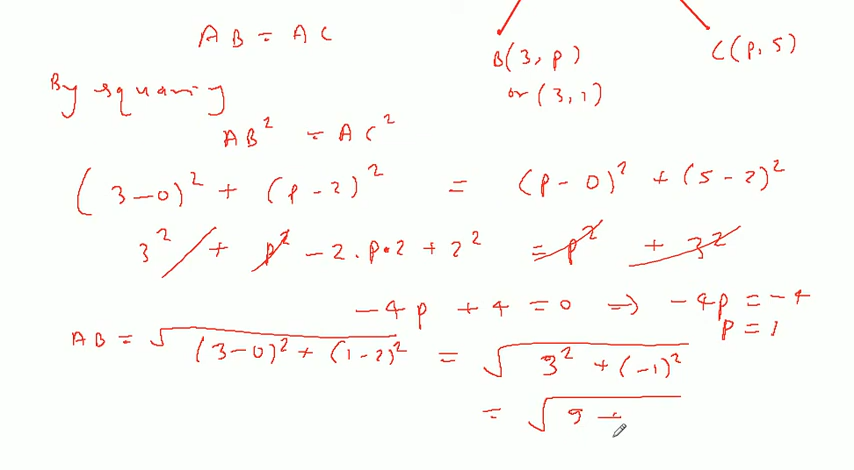 AB = AC
B(3, p)
or (3, 1)
C(p, 5)
By squaring
AB² = AC²
(3-0)² + (p-2)² = (p-0)² + (5-2)²
3² + p² - 2.p.2 + 2² = p² + 3²
-4p + 4 = 0 ⇒ -4p = -4
p = 1
AB = √(3-0)² + (1-2)² = √3² + (-1)²
= √9 +